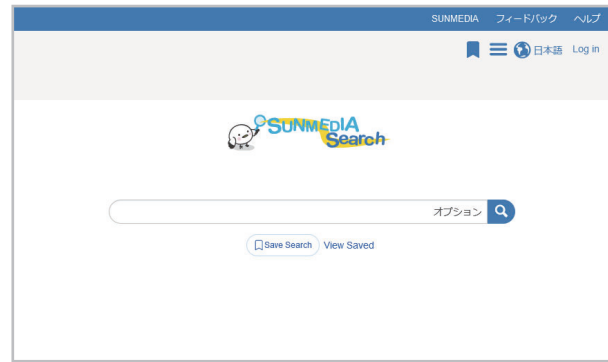 SUNMEDIA フィードバック ヘルプ
日本語 Log in
SUNMEDIA
Search
オプション
Save Search View Saved